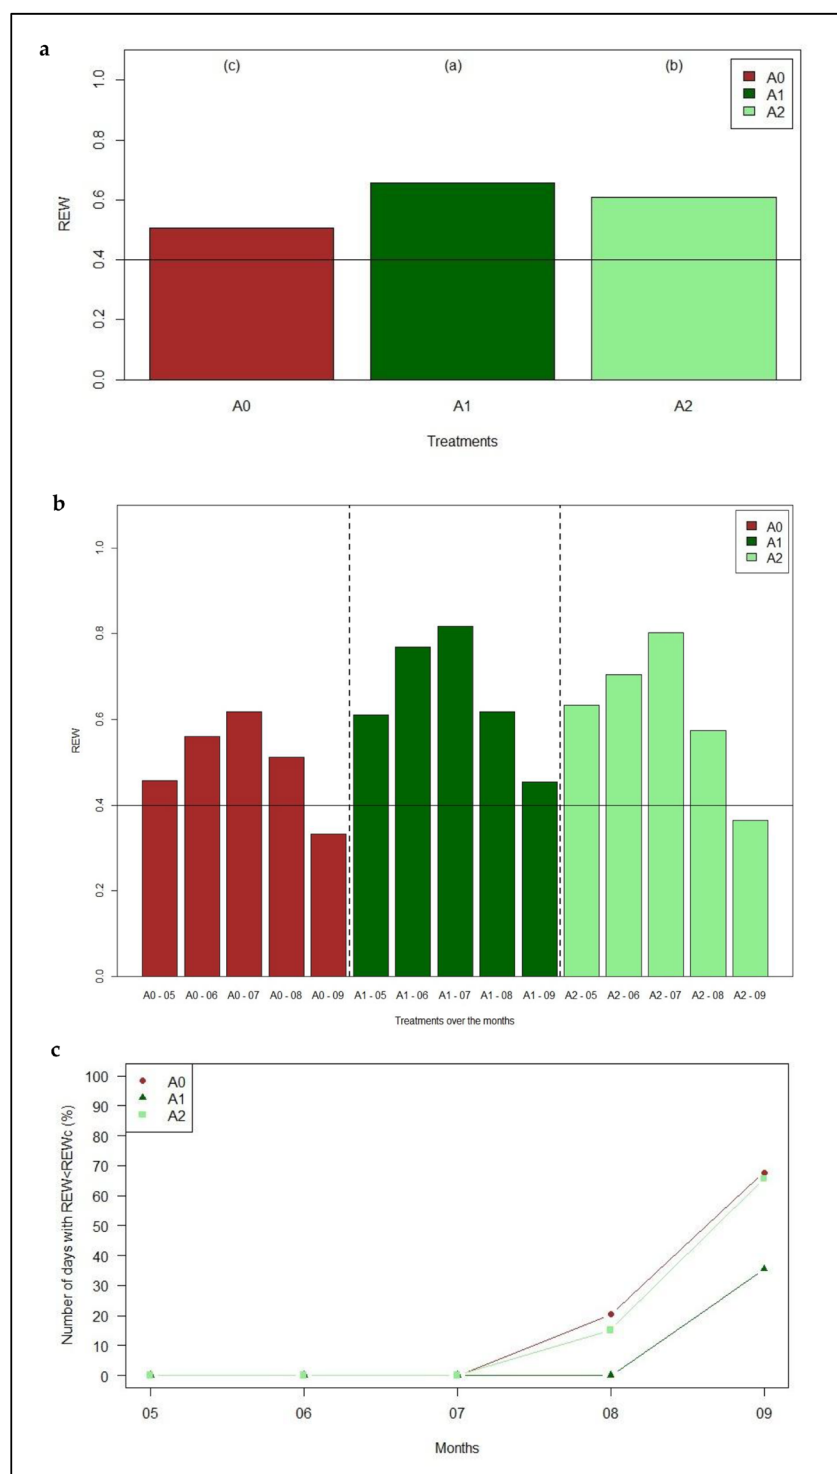 a
(c) (a) (b)
A0
A1
A2
1.0
0.8
0.6
0.4
0.2
0.0
REW
A0 A1 A2
Treatments
b
A0
A1
A2
1.0
0.8
0.6
0.4
0.2
0.0
REW
A0 - 05 A0 - 06 A0 - 07 A0 - 08 A0 - 09 A1 - 05 A1 - 06 A1 - 07 A1 - 08 A1 - 09 A2 - 05 A2 - 06 A2 - 07 A2 - 08 A2 - 09
Treatments over the months
c
A0
A1
A2
100
90
80
70
60
50
40
30
20
10
0
Number of days with REW<REWc (%)
05 06 07 08 09
Months